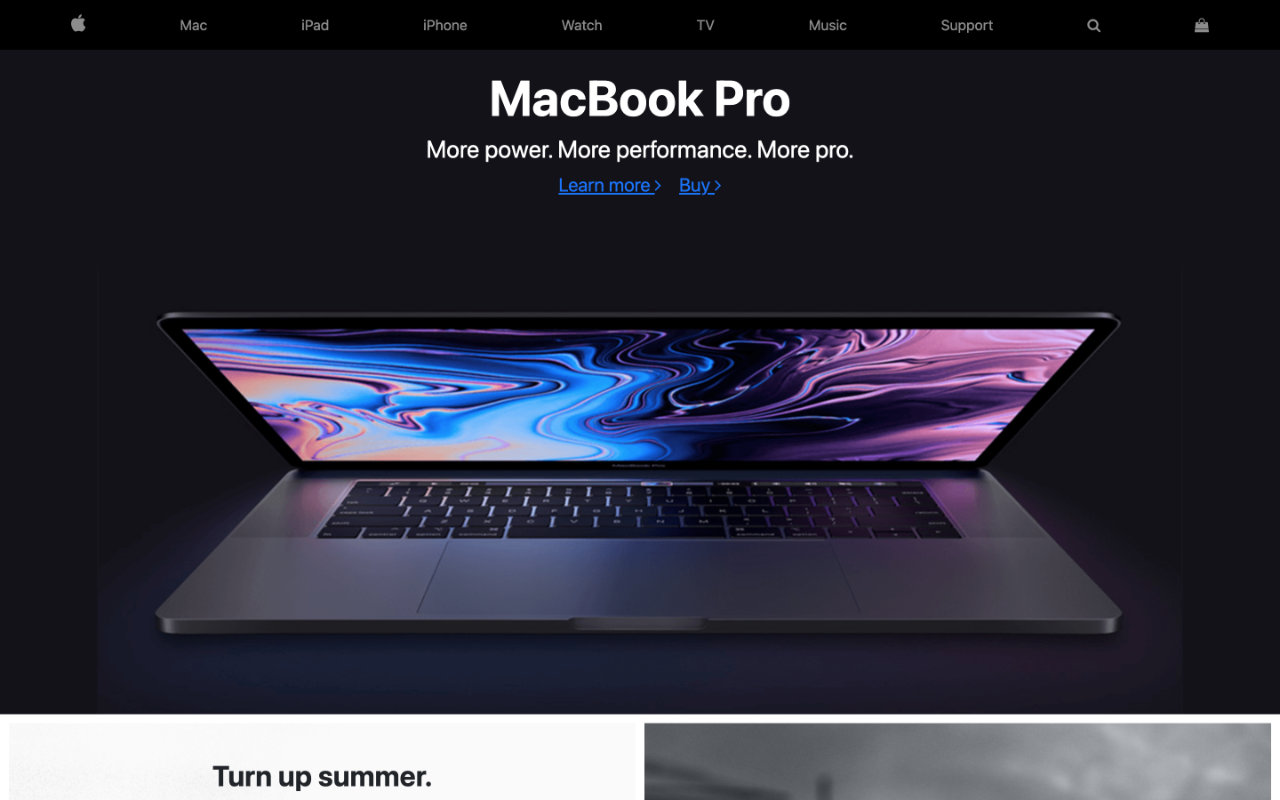 Mac iPad iPhone Watch TV Music Support
MacBook Pro
More power. More performance. More pro.
Learn more > Buy >
MacBook Pro
Turn up summer.